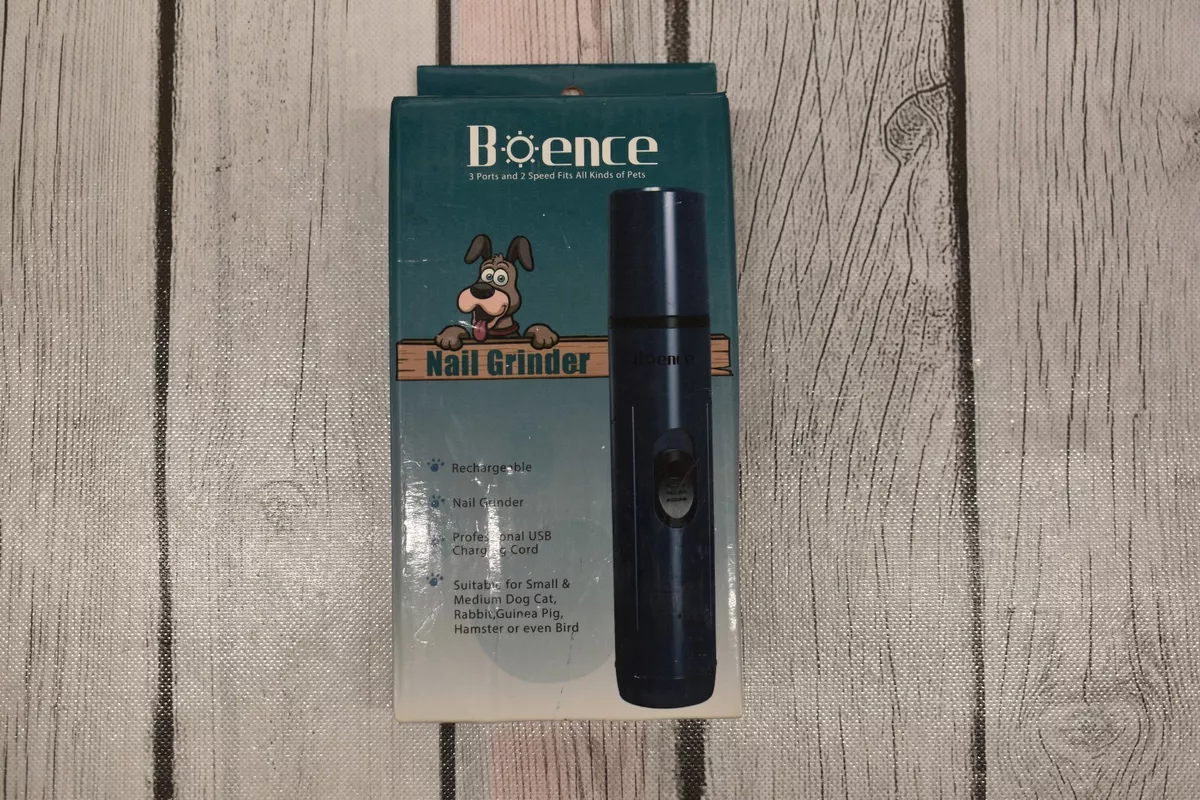 Boence
3 Ports and 2 Speed Fits All Kinds of Pets
Boence
Nail Grinder
Rechargeable
Nail Grinder
Professional USB
Charging Cord
Suitable for Small &
Medium Dog Cat,
Rabbit,Guinea Pig,
Hamster or even Bird